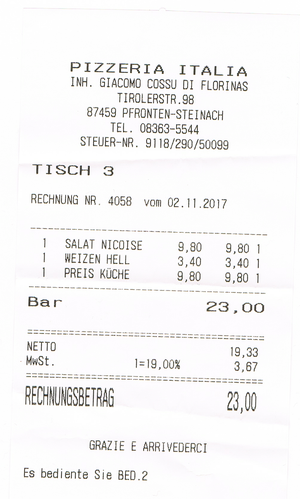 PIZZERIA ITALIA
INH. GIACOMO COSSU DI FLORINAS
TIROLERSTR.98
87459 PFRONTEN-STEINACH
TEL. 08363-5544
STEUER-NR. 9118/290/50099
TISCH 3
RECHNUNG NR. 4058 vom 02.11.2017
1 SALAT NICOISE 9,80 9,80 1
1 WEIZEN HELL 3,40 3,40 1
1 PREIS KÜCHE 9,80 9,80 1
Bar 23,00
NETTO 19,33
MwSt. 1=19,00% 3,67
RECHNUNGSBETRAG 23,00
GRAZIE E ARRIVEDERCI
Es bediente Sie BED.2